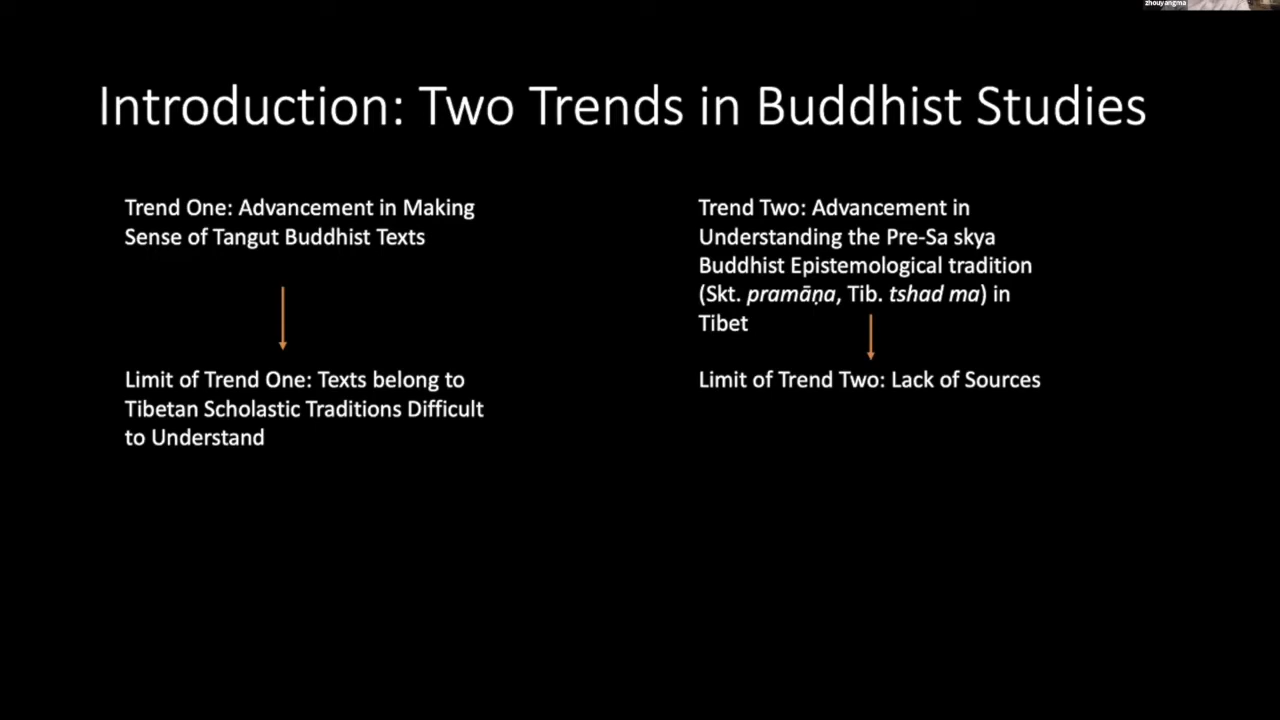 zhouyangma
Introduction: Two Trends in Buddhist Studies
Trend One: Advancement in Making
Sense of Tangut Buddhist Texts
Limit of Trend One: Texts belong to
Tibetan Scholastic Traditions Difficult
to Understand
Trend Two: Advancement in
Understanding the Pre-Sa skya
Buddhist Epistemological tradition
(Skt. pramāṇa, Tib. tshad ma) in
Tibet
Limit of Trend Two: Lack of Sources